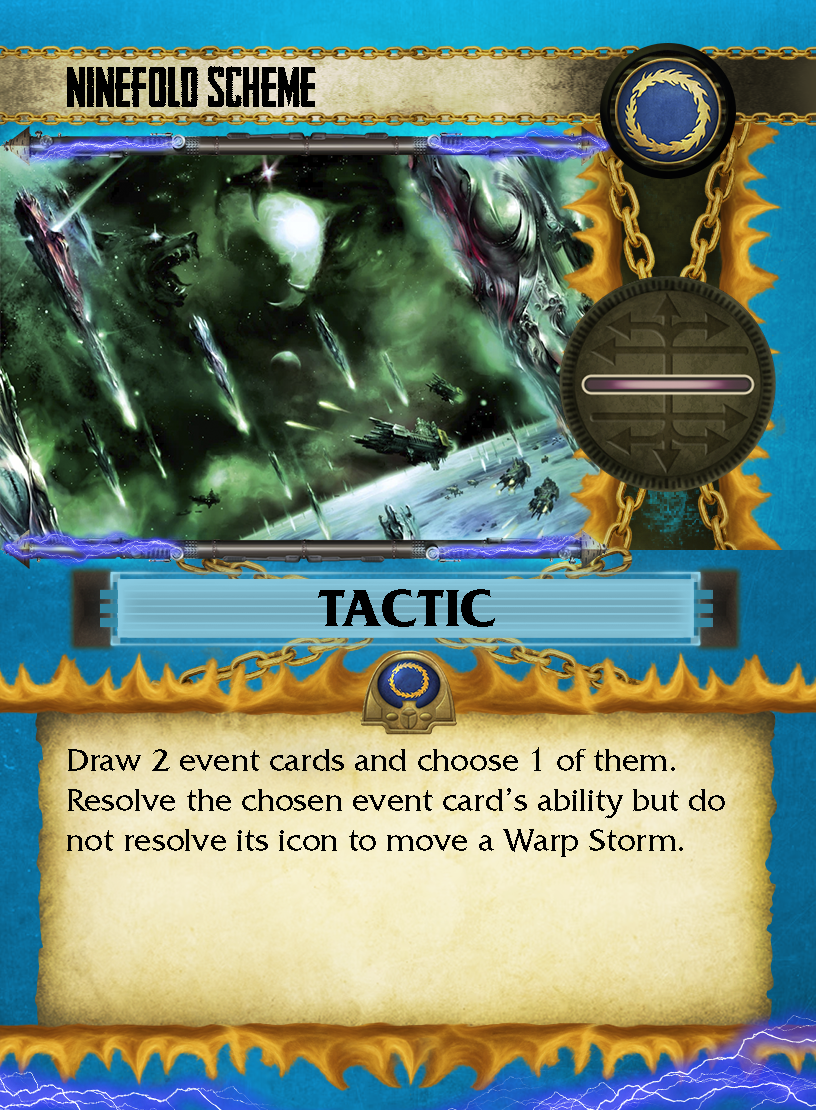 NINEFOLD SCHEME
TACTIC
Draw 2 event cards and choose 1 of them.
Resolve the chosen event card's ability but do
not resolve its icon to move a Warp Storm.